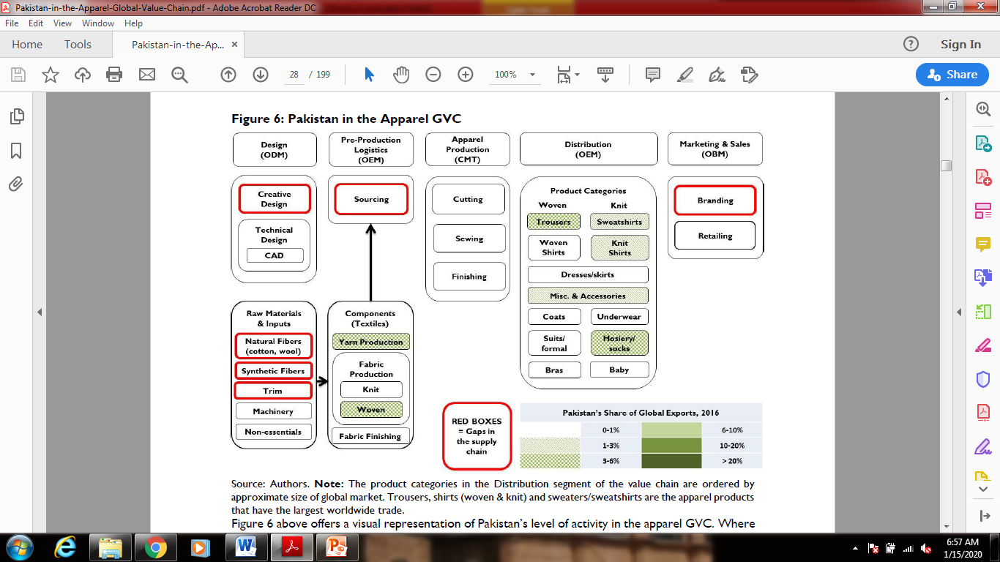 Pakistan-in-the-Apparel-Global-Value-Chain.pdf - Adobe Acrobat Reader DC
File Edit View Window Help
Home Tools Pakistan-in-the-Ap... × Sign In
28 / 199 100% Share
Figure 6: Pakistan in the Apparel GVC
Design
(ODM)
Pre-Production
Logistics
(OEM)
Apparel
Production
(CMT)
Distribution
(OEM)
Marketing & Sales
(OBM)
Creative
Design
Technical
Design
CAD
Sourcing
Cutting
Sewing
Finishing
Product Categories
Woven Knit
Trousers Sweatshirts
Woven
Shirts
Knit
Shirts
Dresses/skirts
Misc. & Accessories
Coats Underwear
Suits/
formal
Hosiery/
socks
Bras Baby
Branding
Retailing
Raw Materials
& Inputs
Natural Fibers
(cotton, wool)
Synthetic Fibers
Trim
Machinery
Non-essentials
Components
(Textiles)
Yarn Production
Fabric
Production
Knit
Woven
Fabric Finishing
RED BOXES
= Gaps in
the supply
chain
Pakistan's Share of Global Exports, 2016
0-1% 6-10%
1-3% 10-20%
3-6% > 20%
Source: Authors. Note: The product categories in the Distribution segment of the value chain are ordered by
approximate size of global market. Trousers, shirts (woven & knit) and sweaters/sweatshirts are the apparel products
that have the largest worldwide trade.
Figure 6 above offers a visual representation of Pakistan's level of activity in the apparel GVC. Where
6:57 AM
1/15/2020